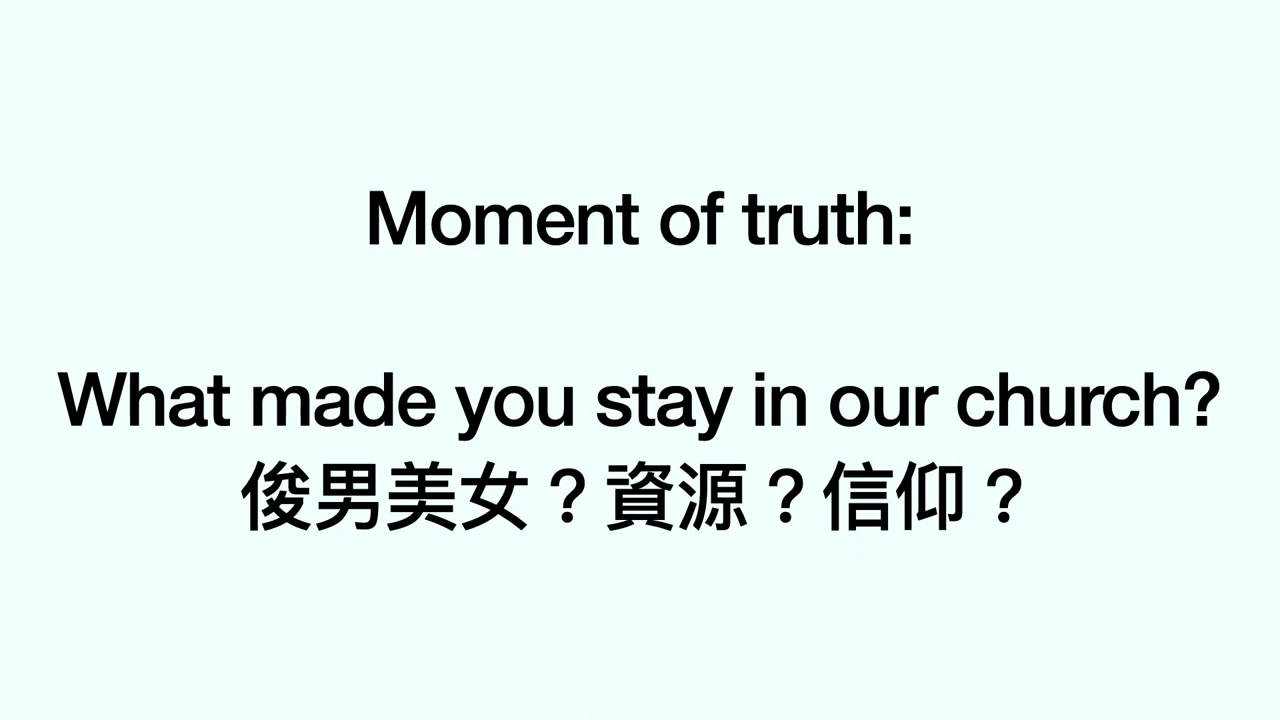 Moment of truth:
What made you stay in our church?
俊男美女？資源？信仰？